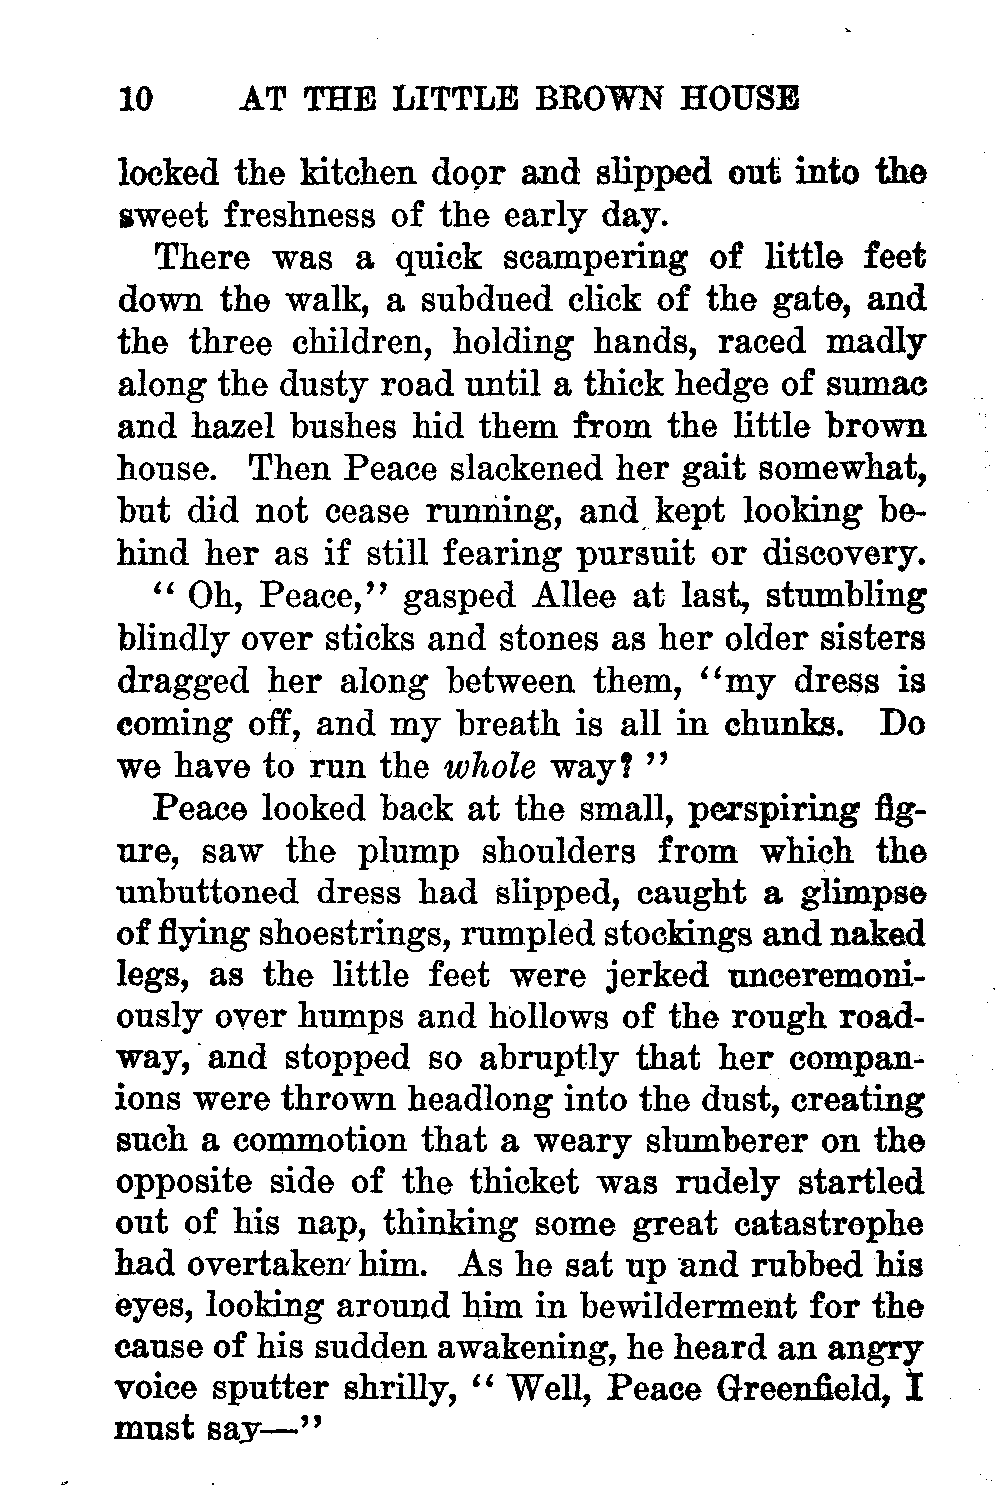 10 AT THE LITTLE BROWN HOUSE
locked the kitchen door and slipped out into the
sweet freshness of the early day.
There was a quick scampering of little feet
down the walk, a subdued click of the gate, and
the three children, holding hands, raced madly
along the dusty road until a thick hedge of sumac
and hazel bushes hid them from the little brown
house. Then Peace slackened her gait somewhat,
but did not cease running, and kept looking be-
hind her as if still fearing pursuit or discovery.
“ Oh, Peace,” gasped Allee at last, stumbling
blindly over sticks and stones as her older sisters
dragged her along between them, “my dress is
coming off, and my breath is all in chunks. Do
we have to run the whole way? ”
Peace looked back at the small, perspiring fig-
ure, saw the plump shoulders from which the
unbuttoned dress had slipped, caught a glimpse
of flying shoestrings, rumpled stockings and naked
legs, as the little feet were jerked unceremoni-
ously over humps and hollows of the rough road-
way, and stopped so abruptly that her compan-
ions were thrown headlong into the dust, creating
such a commotion that a weary slumberer on the
opposite side of the thicket was rudely startled
out of his nap, thinking some great catastrophe
had overtaken him. As he sat up and rubbed his
eyes, looking around him in bewilderment for the
cause of his sudden awakening, he heard an angry
voice sputter shrilly, “ Well, Peace Greenfield, I
must say—”